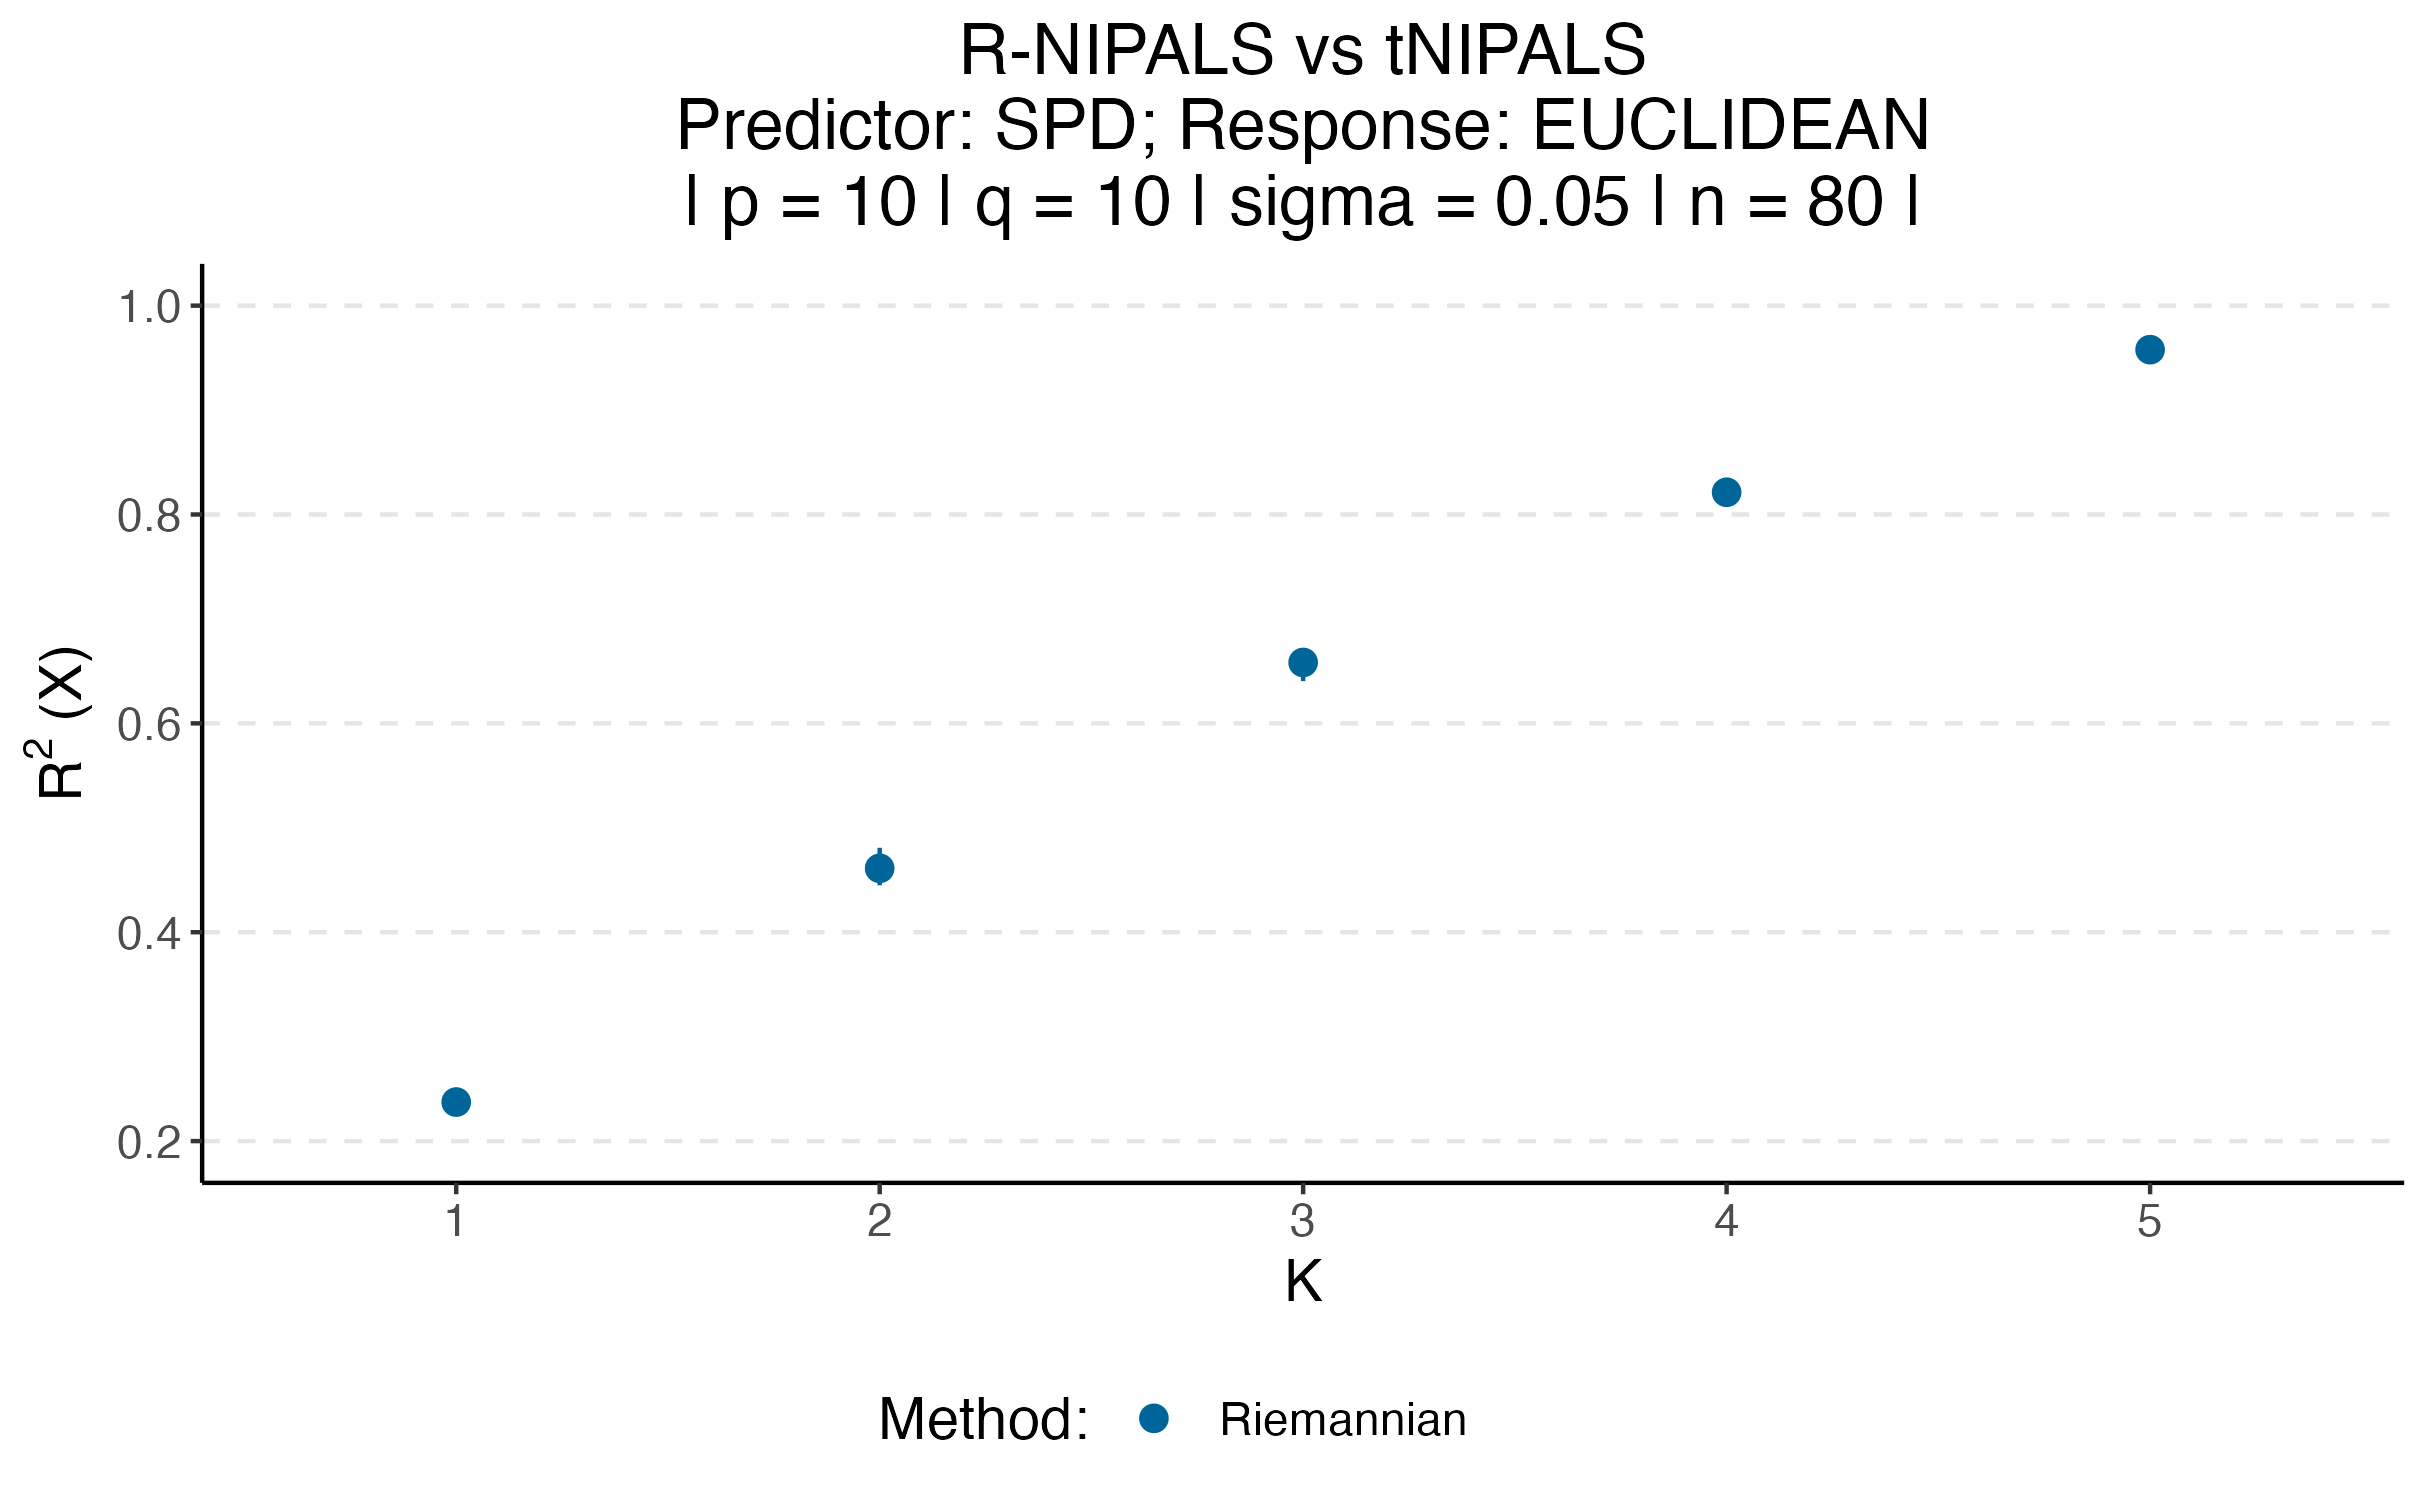 R-NIPALS vs tNIPALS
Predictor: SPD; Response: EUCLIDEAN
| p = 10 | q = 10 | sigma = 0.05 | n = 80 |
R² (X)
1.0
0.8
0.6
0.4
0.2
1 2 3 4 5
K
Method: Riemannian